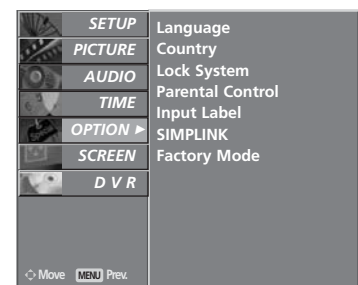 SETUP
PICTURE
AUDIO
TIME
OPTION ►
SCREEN
D V R
Language
Country
Lock System
Parental Control
Input Label
SIMPLINK
Factory Mode
Move MENU Prev.